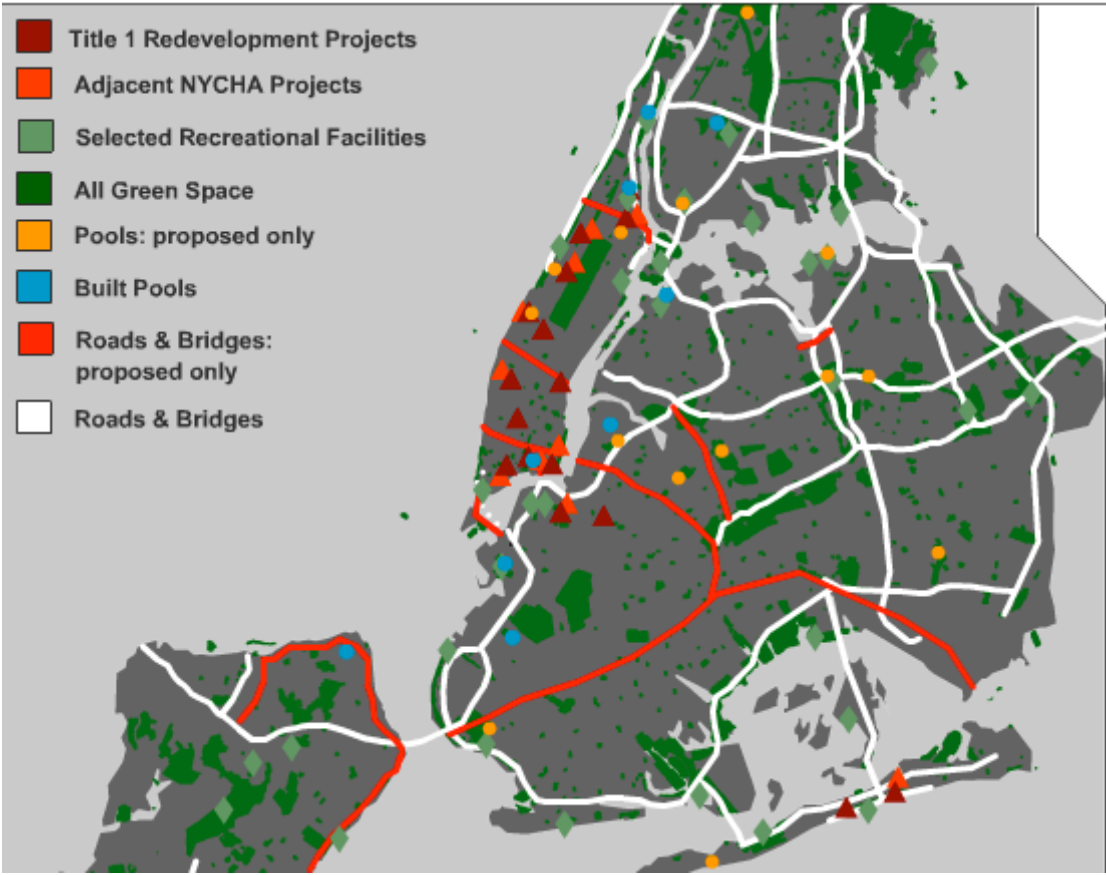 Title 1 Redevelopment Projects
Adjacent NYCHA Projects
Selected Recreational Facilities
All Green Space
Pools: proposed only
Built Pools
Roads & Bridges:
proposed only
Roads & Bridges